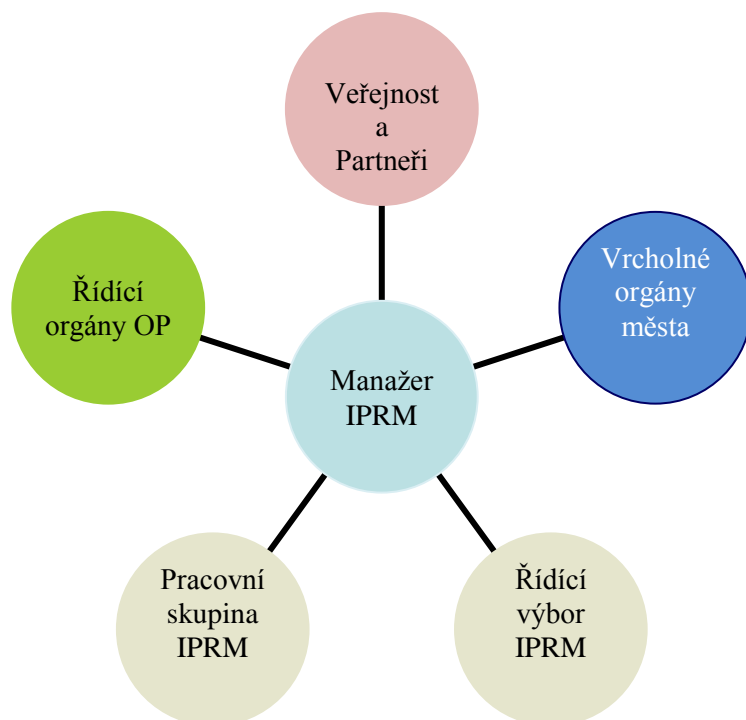 Veřejnost
a
Partneři
Řídící
orgány OP
Vrcholné
orgány
města
Manažer
IPRM
Pracovní
skupina
IPRM
Řídící
výbor
IPRM